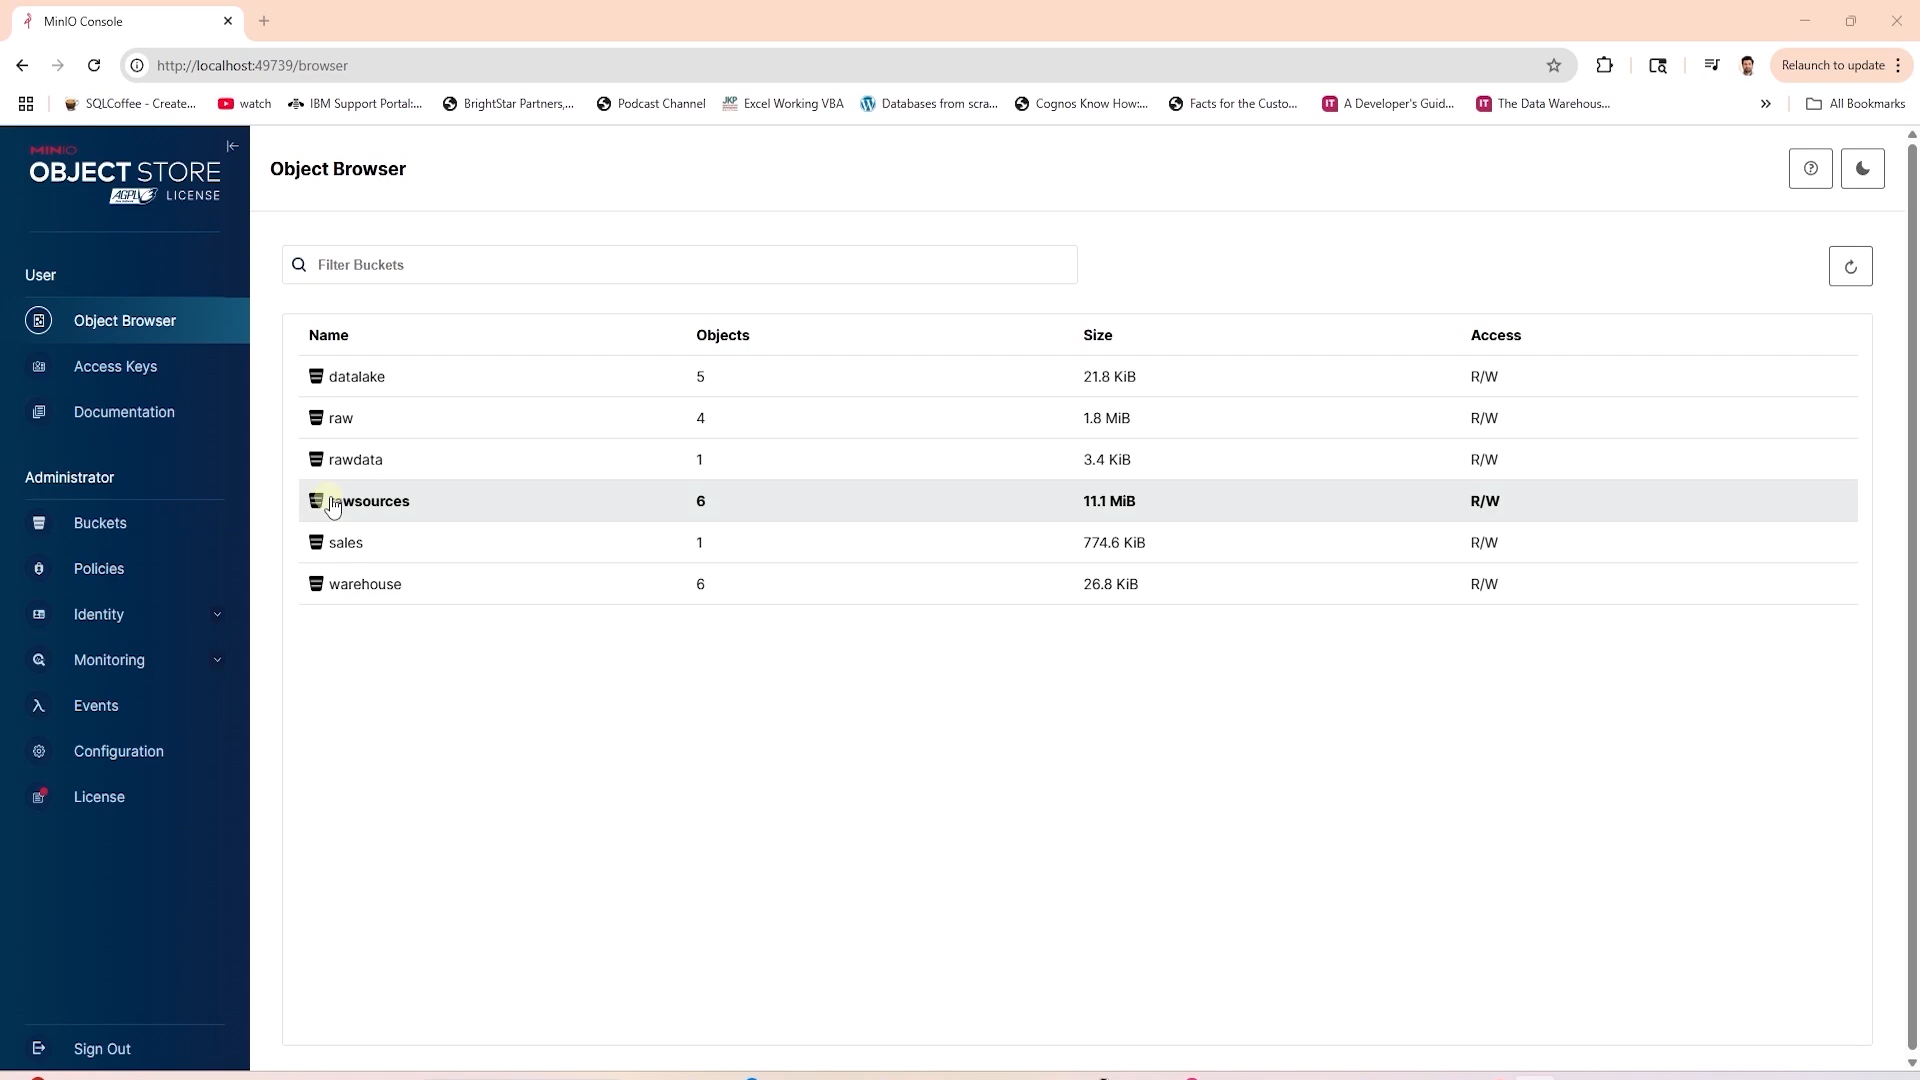 MinIO Console
http://localhost:49739/browser
Relaunch to update
SQLCoffee - Create...
watch
IBM Support Portal:...
BrightStar Partners,...
Podcast Channel
JKP Excel Working VBA
Databases from scra...
Cognos Know How:...
Facts for the Custo...
IT A Developer's Guid...
IT The Data Warehous...
» All Bookmarks
MINIO
OBJECT STORE
AGPLV3 LICENSE
User
Object Browser
Access Keys
Documentation
Administrator
Buckets
Policies
Identity
Monitoring
Events
Configuration
License
Sign Out
Object Browser
Filter Buckets
Name Objects Size Access
datalake 5 21.8 KiB R/W
raw 4 1.8 MiB R/W
rawdata 1 3.4 KiB R/W
wsources 6 11.1 MiB R/W
sales 1 774.6 KiB R/W
warehouse 6 26.8 KiB R/W